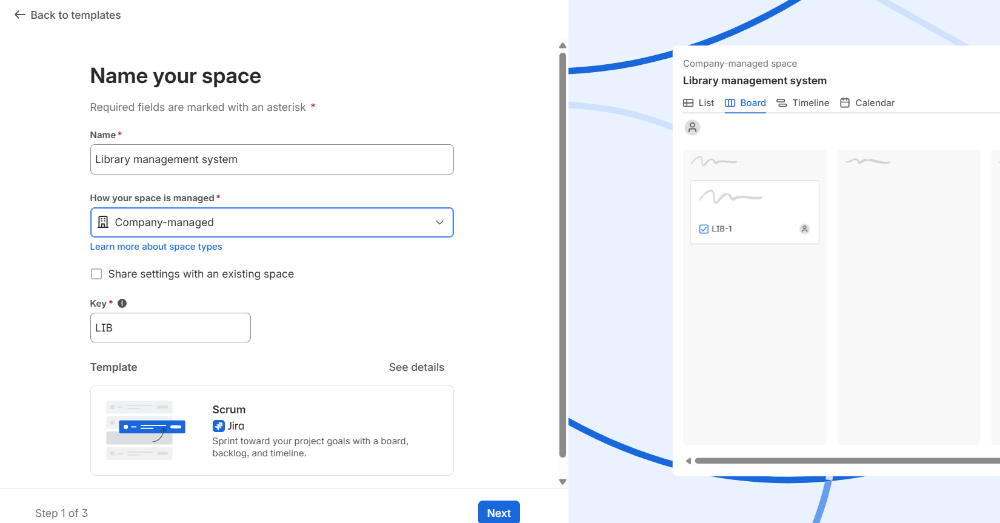 Back to templates
Name your space
Required fields are marked with an asterisk *
Name *
Library management system
How your space is managed *
Company-managed
Learn more about space types
Share settings with an existing space
Key *
LIB
Template
See details
Scrum
Jira
Sprint toward your project goals with a board,
backlog, and timeline.
Step 1 of 3
Next
Company-managed space
Library management system
List
Board
Timeline
Calendar
LIB-1